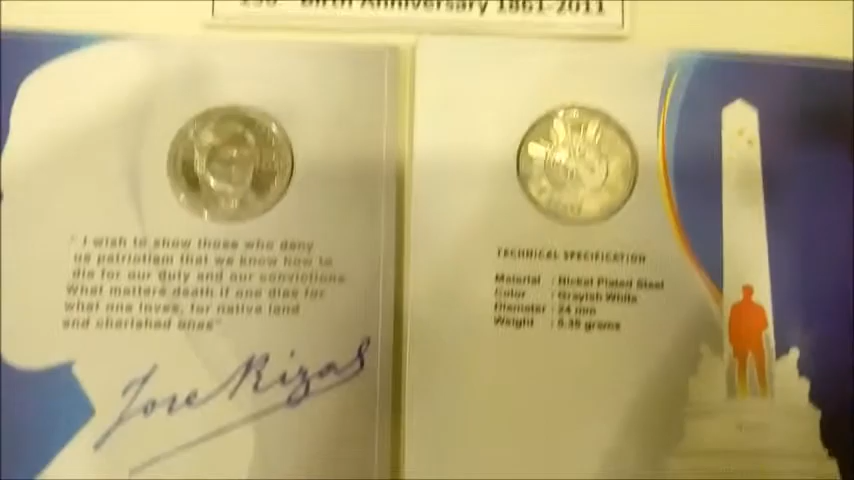 150th Birth Anniversary 1861-2011
" I wish to show those who deny
us patriotism that we know how to
die for our duty and our convictions
what matters death if one dies for
what one loves, for native land
and cherished ones"
Jose Rizal
TECHNICAL SPECIFICATION
Material : Nickel Plated Steel
Color : Grayish White
Diameter : 24 mm
Weight : 5.35 grams